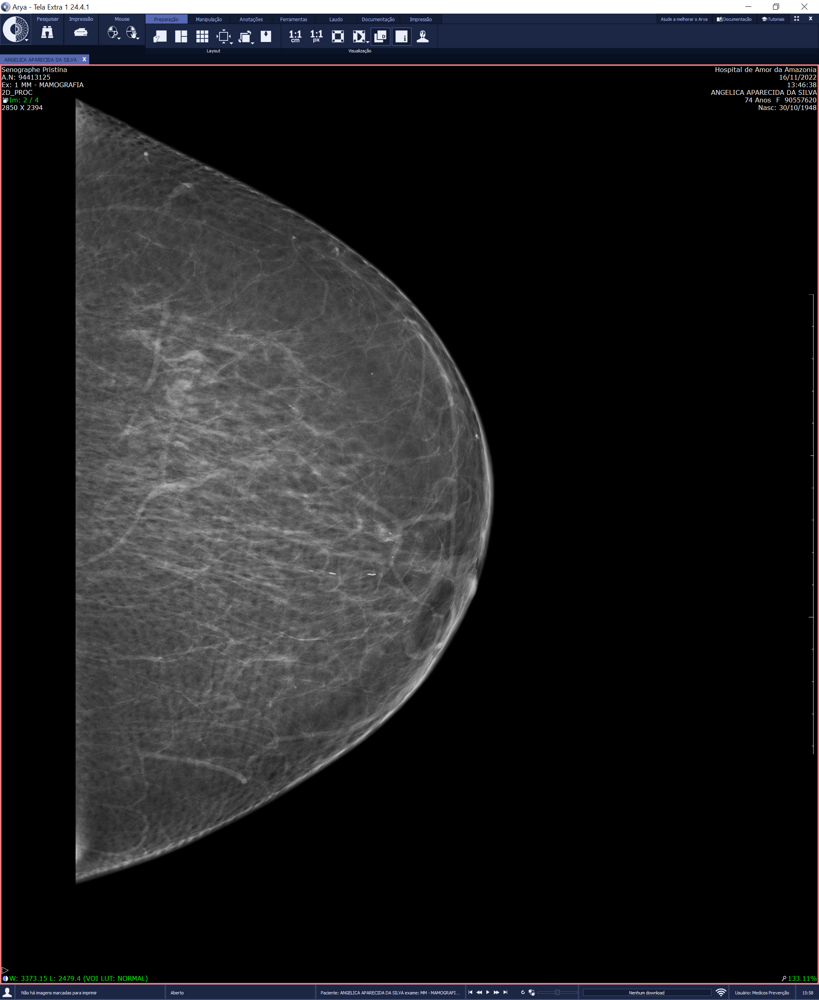 Arya - Tela Extra 1 24.4.1
Pesquisar
Impressão
Mouse
Preparação
Manipulação
Anotações
Ferramentas
Laudo
Documentação
Impressão
Ajude a melhorar o Arya
Documentação
Tutoriais
X
1:1 cm
1:1 px
D
i
Layout
Visualização
ANGELICA APARECIDA DA SILVA X
Senographe Pristina
A.N: 94413125
Ex: 1 MM - MAMOGRAFIA
2D_PROC
Im: 2 / 4
2850 X 2394
Hospital de Amor da Amazonia
16/11/2022
13:46:38
ANGELICA APARECIDA DA SILVA
74 Anos F 90557620
Nasc: 30/10/1948
W: 3373.15 L: 2479.4 (VOI LUT: NORMAL)
133.11%
Não há imagens marcadas para imprimir
Aberto
Paciente: ANGELICA APARECIDA DA SILVA exame: MM - MAMOGRAFI...
Nenhum download
Usuário: Medicos Prevenção
15:58